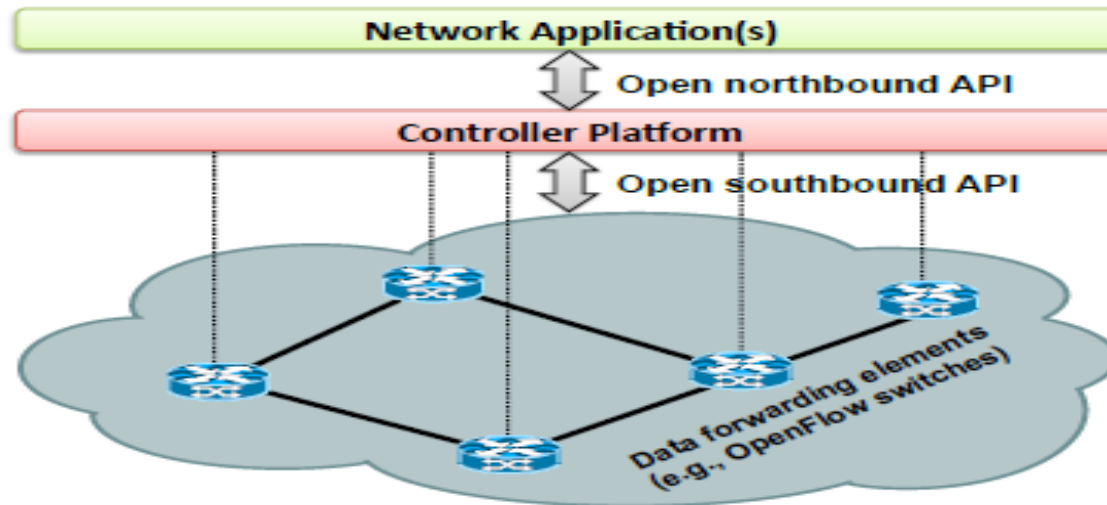 Network Application(s)
Open northbound API
Controller Platform
Open southbound API
Data forwarding elements
(e.g., OpenFlow switches)